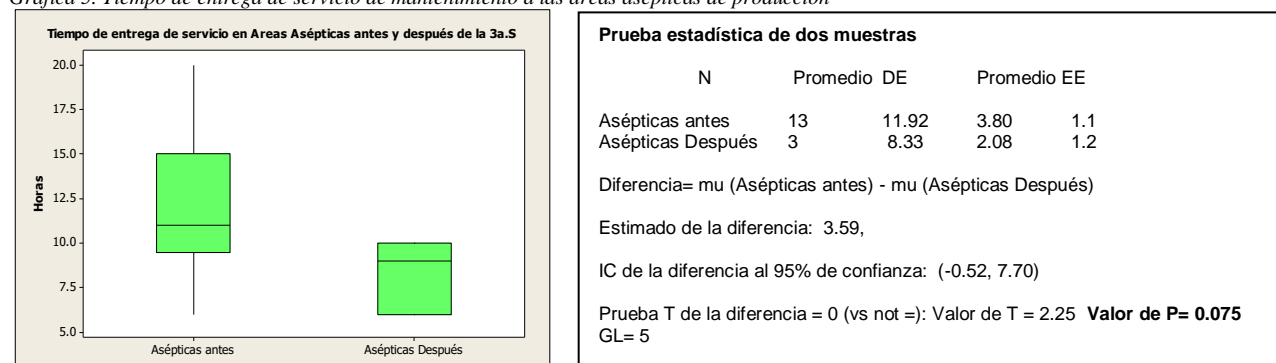 Gráfica 5. Tiempo de entrega de servicio de mantenimiento a las áreas asépticas de producción
Tiempo de entrega de servicio en Areas Asépticas antes y después de la 3a.S
20.0
17.5
15.0
12.5
10.0
7.5
5.0
Horas
Asépticas antes Asépticas Después
Prueba estadística de dos muestras
N Promedio DE Promedio EE
Asépticas antes 13 11.92 3.80 1.1
Asépticas Después 3 8.33 2.08 1.2
Diferencia= mu (Asépticas antes) - mu (Asépticas Después)
Estimado de la diferencia: 3.59,
IC de la diferencia al 95% de confianza: (-0.52, 7.70)
Prueba T de la diferencia = 0 (vs not =): Valor de T = 2.25 Valor de P= 0.075
GL= 5